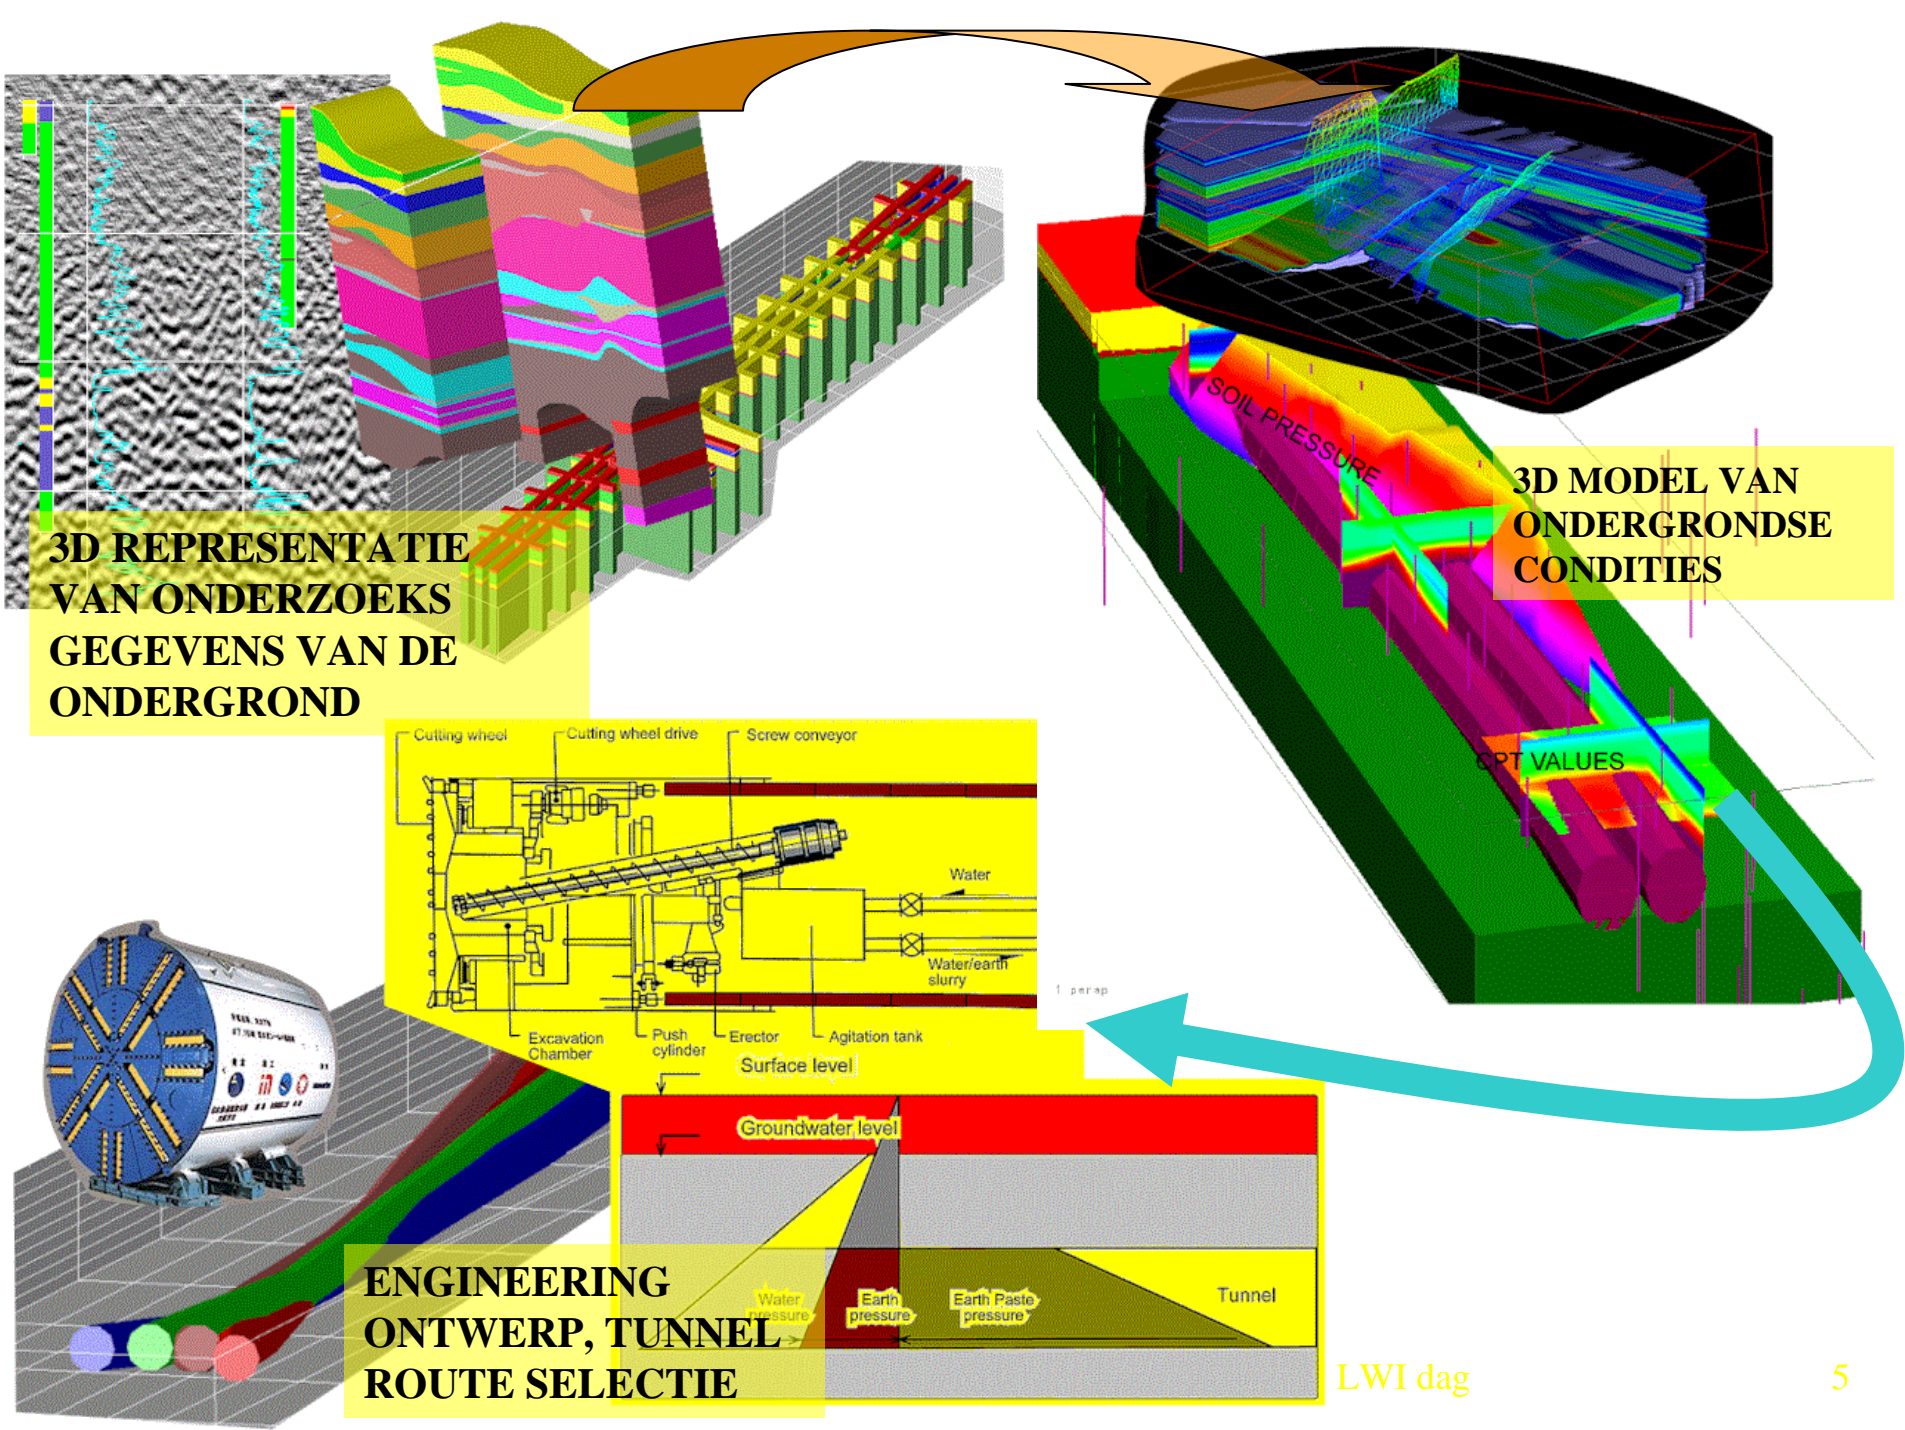 3D REPRESENTATIE
VAN ONDERZOEKS
GEGEVENS VAN DE
ONDERGROND
SOIL PRESSURE
3D MODEL VAN
ONDERGRONDSE
CONDITIES
CPT VALUES
Cutting wheel
Cutting wheel drive
Screw conveyor
Water
Water/earth
slurry
Excavation
Chamber
Push
cylinder
Erector
Agitation tank
Surface level
Groundwater level
Water
pressure
Earth
pressure
Earth Paste
pressure
Tunnel
ENGINEERING
ONTWERP, TUNNEL
ROUTE SELECTIE
LWI dag
5